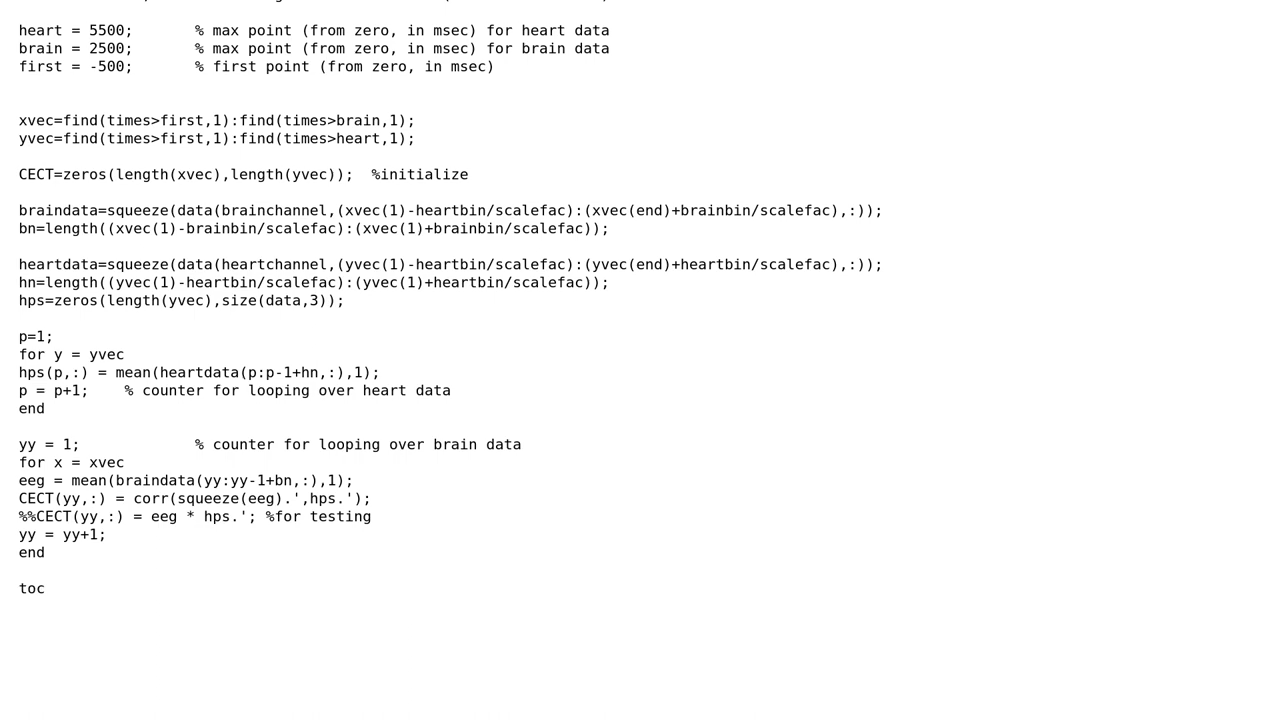 heart = 5500;       % max point (from zero, in msec) for heart data
brain = 2500;       % max point (from zero, in msec) for brain data
first = -500;       % first point (from zero, in msec)
xvec=find(times>first,1):find(times>brain,1);
yvec=find(times>first,1):find(times>heart,1);
CECT=zeros(length(xvec),length(yvec));  %initialize
braindata=squeeze(data(brainchannel,(xvec(1)-heartbin/scalefac):(xvec(end)+brainbin/scalefac),:));
bn=length((xvec(1)-brainbin/scalefac):(xvec(1)+brainbin/scalefac));
heartdata=squeeze(data(heartchannel,(yvec(1)-heartbin/scalefac):(yvec(end)+heartbin/scalefac),:));
hn=length((yvec(1)-heartbin/scalefac):(yvec(1)+heartbin/scalefac));
hps=zeros(length(yvec),size(data,3));
p=1;
for y = yvec
hps(p,:) = mean(heartdata(p:p-1+hn,:),1);
p = p+1;    % counter for looping over heart data
end
yy = 1;             % counter for looping over brain data
for x = xvec
eeg = mean(braindata(yy:yy-1+bn,:),1);
CECT(yy,:) = corr(squeeze(eeg).',hps.');
%%CECT(yy,:) = eeg * hps.'; %for testing
yy = yy+1;
end
toc